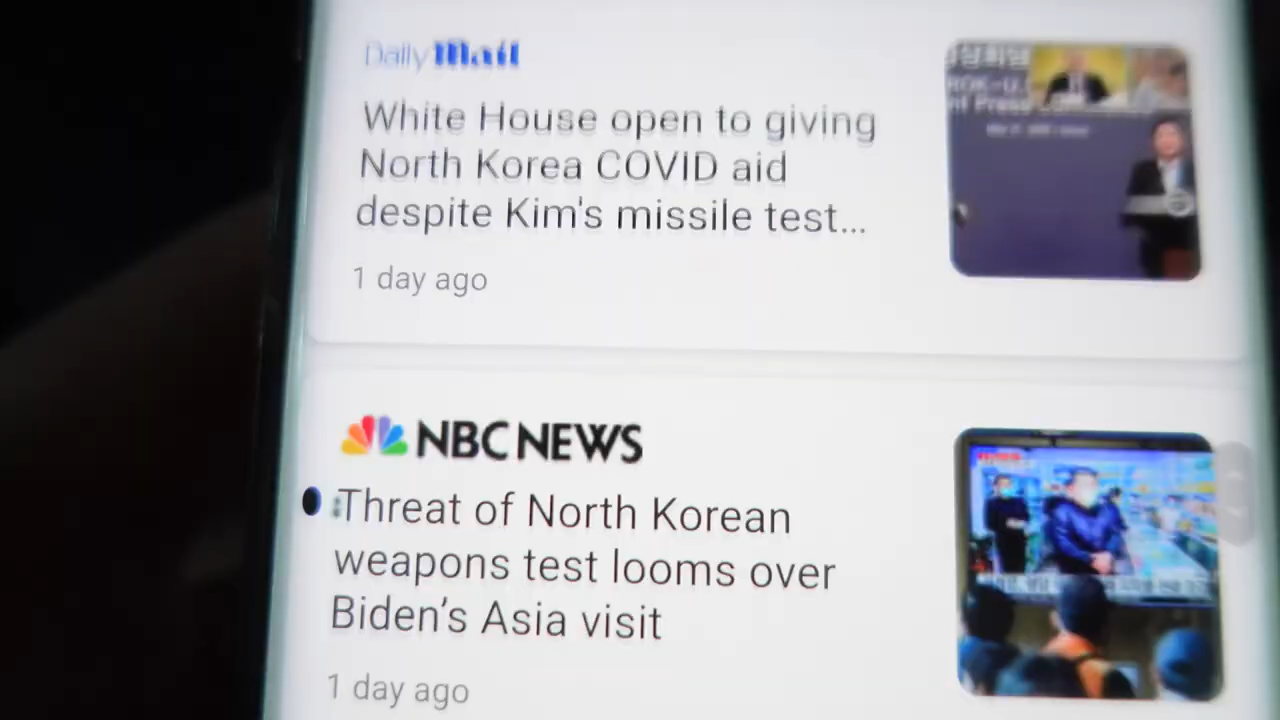 Daily Mail
White House open to giving
North Korea COVID aid
despite Kim's missile test...
1 day ago
NBC NEWS
Threat of North Korean
weapons test looms over
Biden's Asia visit
1 day ago